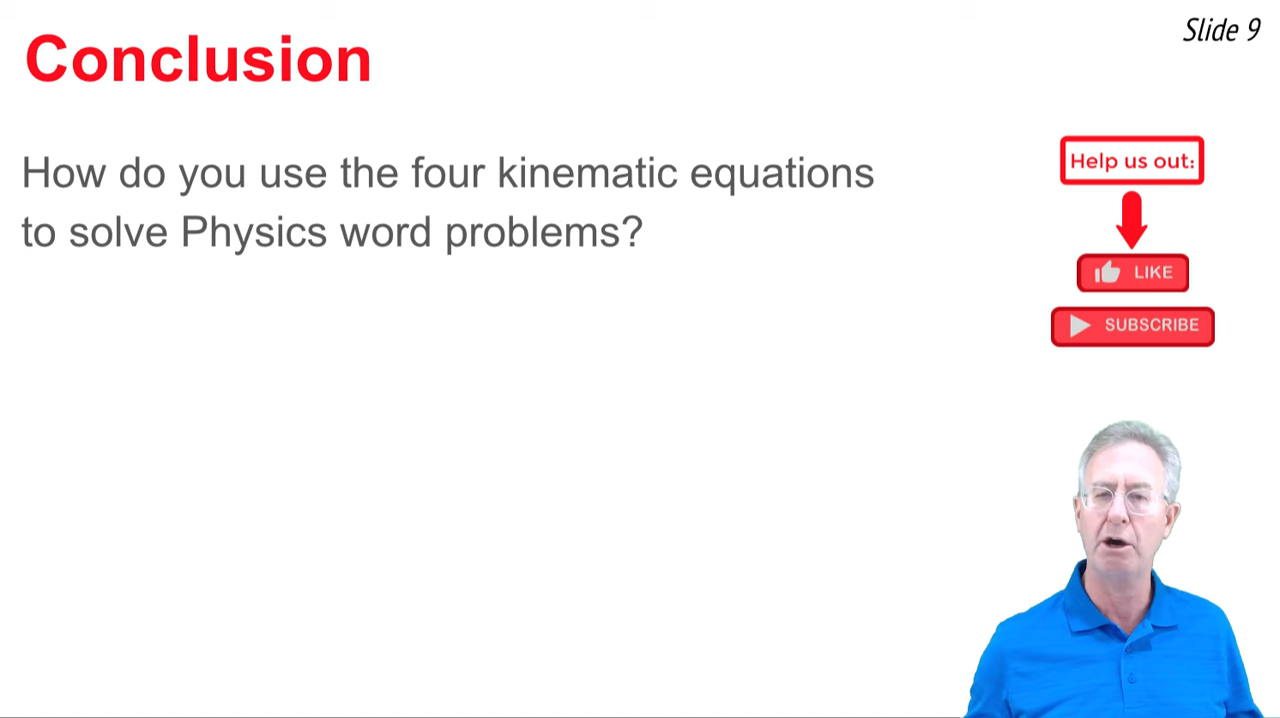 Slide 9
Conclusion
How do you use the four kinematic equations
to solve Physics word problems?
Help us out:
LIKE
SUBSCRIBE